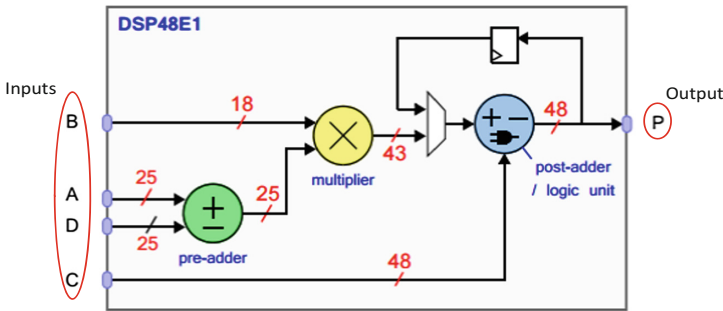 DSP48E1
Inputs
Output
B
18
48
P
43
multiplier
post-adder
/ logic unit
A
25
25
D
25
pre-adder
C
48